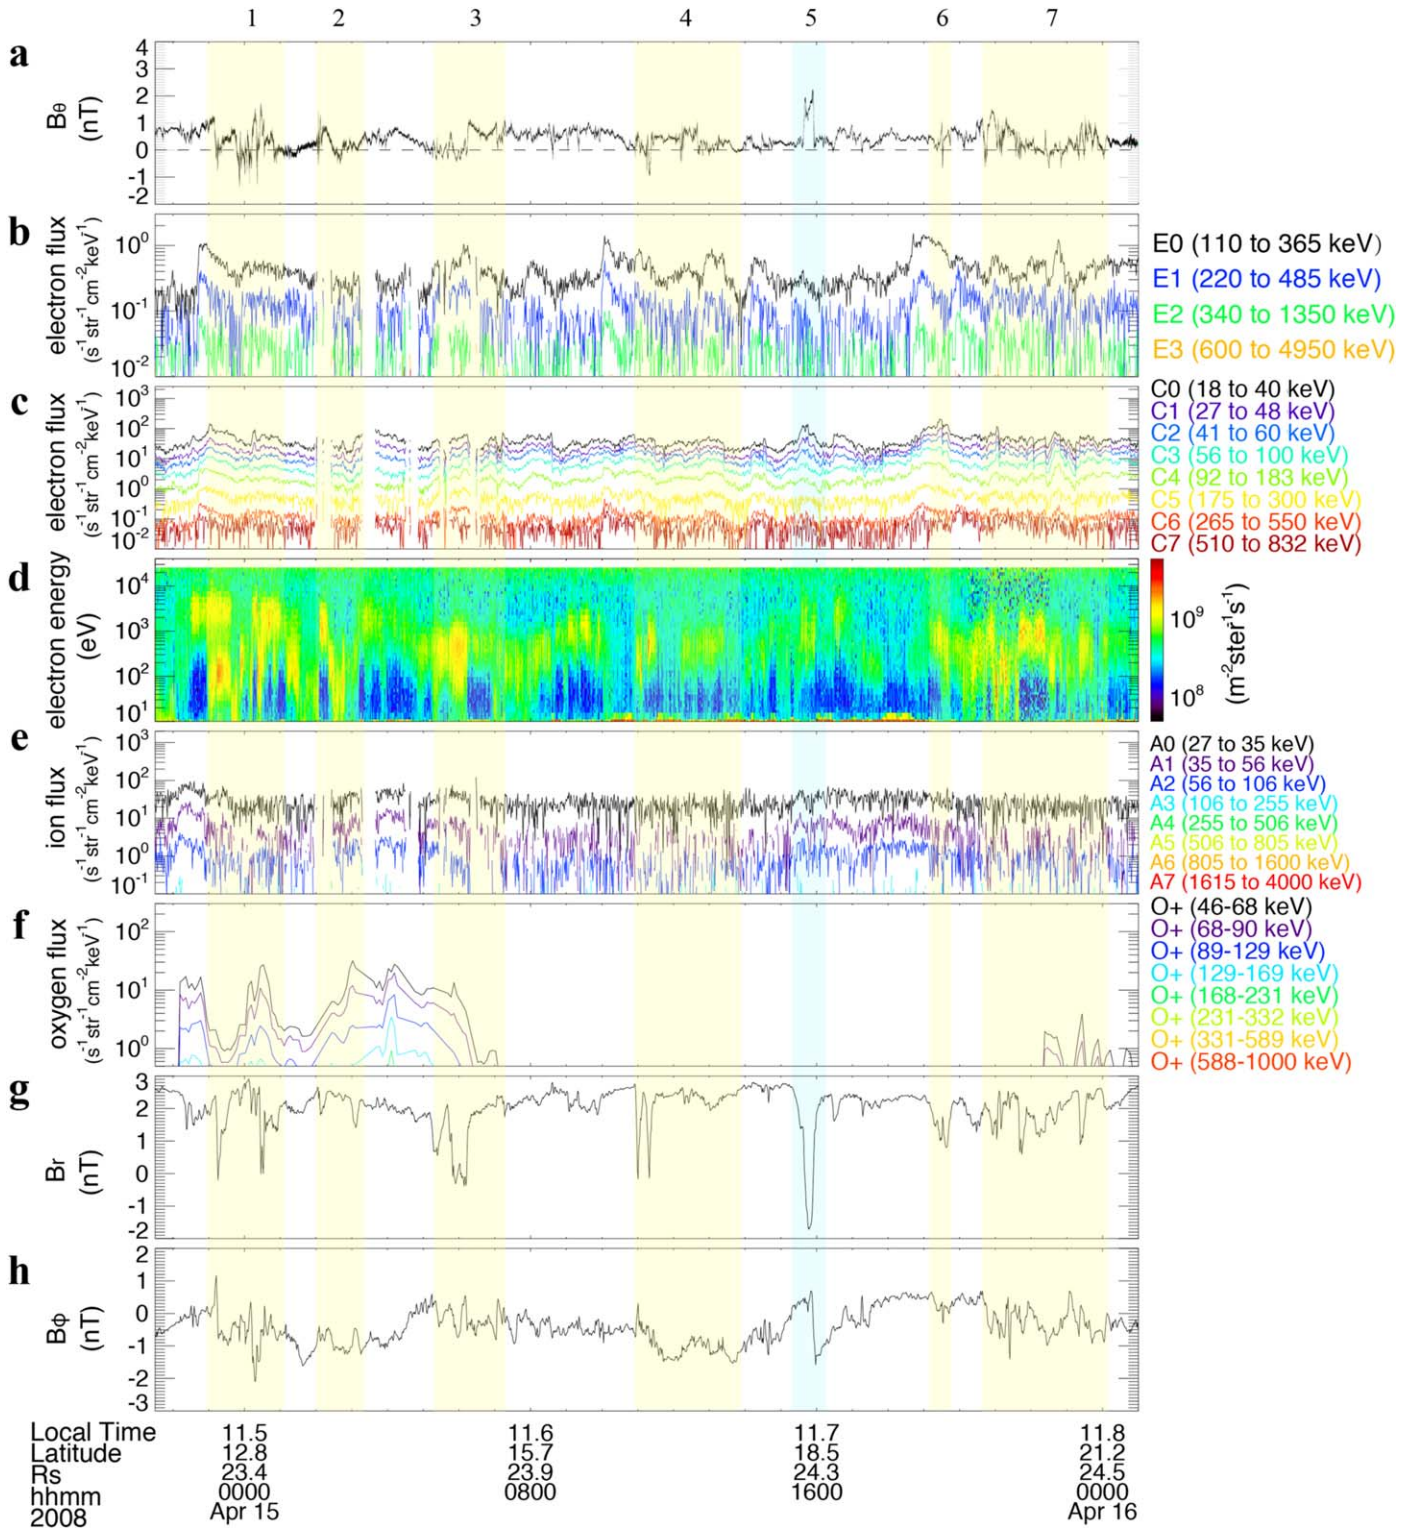 1 2 3 4 5 6 7
a
Bθ
(nT)
4
3
2
1
0
-1
-2
b
electron flux
(s⁻¹str⁻¹cm⁻²keV⁻¹)
10⁰
10⁻¹
10⁻²
E0 (110 to 365 keV)
E1 (220 to 485 keV)
E2 (340 to 1350 keV)
E3 (600 to 4950 keV)
c
electron flux
(s⁻¹str⁻¹cm⁻²keV⁻¹)
10³
10²
10¹
10⁰
10⁻¹
10⁻²
C0 (18 to 40 keV)
C1 (27 to 48 keV)
C2 (41 to 60 keV)
C3 (56 to 100 keV)
C4 (92 to 183 keV)
C5 (175 to 300 keV)
C6 (265 to 550 keV)
C7 (510 to 832 keV)
d
electron energy
(eV)
10⁴
10³
10²
10¹
10⁹
10⁸
(m⁻²ster⁻¹s⁻¹)
e
ion flux
(s⁻¹str⁻¹cm⁻²keV⁻¹)
10³
10²
10¹
10⁰
10⁻¹
A0 (27 to 35 keV)
A1 (35 to 56 keV)
A2 (56 to 106 keV)
A3 (106 to 255 keV)
A4 (255 to 506 keV)
A5 (506 to 805 keV)
A6 (805 to 1600 keV)
A7 (1615 to 4000 keV)
f
oxygen flux
(s⁻¹str⁻¹cm⁻²keV⁻¹)
10²
10¹
10⁰
O+ (46-68 keV)
O+ (68-90 keV)
O+ (89-129 keV)
O+ (129-169 keV)
O+ (168-231 keV)
O+ (231-332 keV)
O+ (331-589 keV)
O+ (588-1000 keV)
g
Br
(nT)
3
2
1
0
-1
-2
h
Bϕ
(nT)
2
1
0
-1
-2
-3
Local Time 11.5 11.6 11.7 11.8
Latitude 12.8 15.7 18.5 21.2
Rs 23.4 23.9 24.3 24.5
hhmm 0000 0800 1600 0000
2008 Apr 15 Apr 16